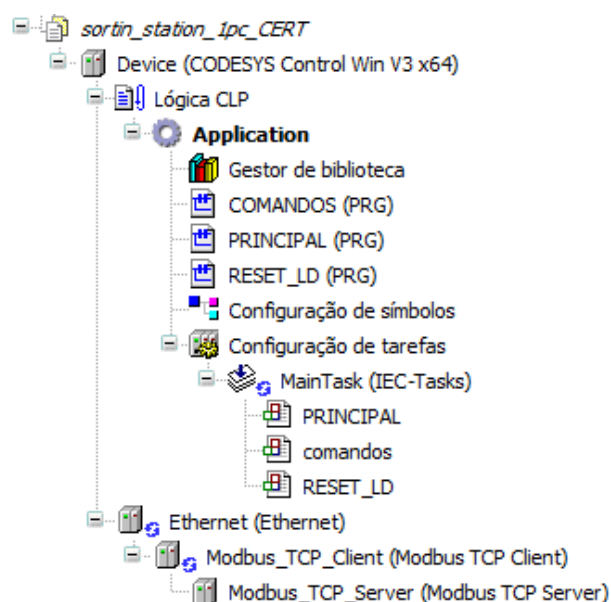 sortin_station_1pc_CERT
Device (CODESYS Control Win V3 x64)
Lógica CLP
Application
Gestor de biblioteca
COMANDOS (PRG)
PRINCIPAL (PRG)
RESET_LD (PRG)
Configuração de símbolos
Configuração de tarefas
MainTask (IEC-Tasks)
PRINCIPAL
comandos
RESET_LD
Ethernet (Ethernet)
Modbus_TCP_Client (Modbus TCP Client)
Modbus_TCP_Server (Modbus TCP Server)